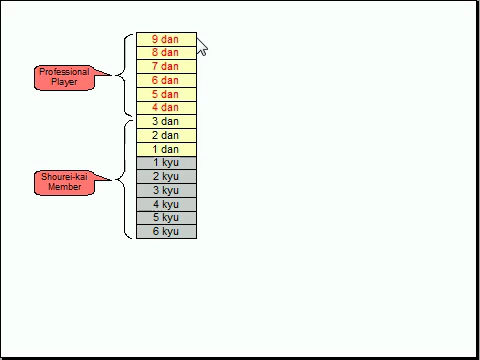 9 dan
8 dan
7 dan
6 dan
5 dan
4 dan
3 dan
2 dan
1 dan
1 kyu
2 kyu
3 kyu
4 kyu
5 kyu
6 kyu
Professional
Player
Shourei-kai
Member